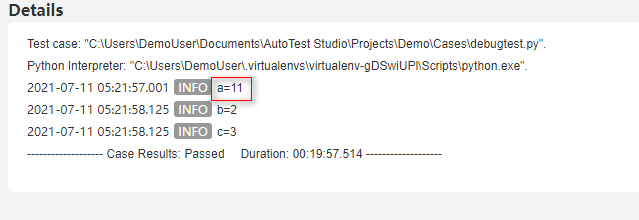 Details
Test case: "C:\Users\DemoUser\Documents\AutoTest Studio\Projects\Demo\Cases\debugtest.py".
Python Interpreter: "C:\Users\DemoUser\.virtualenvs\virtualenv-gDSwiUPI\Scripts\python.exe".
2021-07-11 05:21:57.001 INFO a=11
2021-07-11 05:21:58.125 INFO b=2
2021-07-11 05:21:58.125 INFO c=3
------------------- Case Results: Passed Duration: 00:19:57.514 -------------------